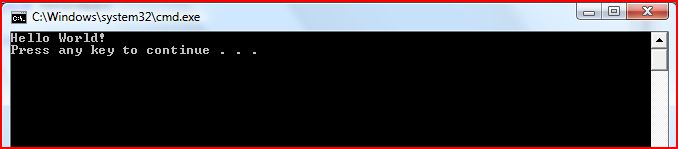 C:\Windows\system32\cmd.exe
Hello World!
Press any key to continue . . .